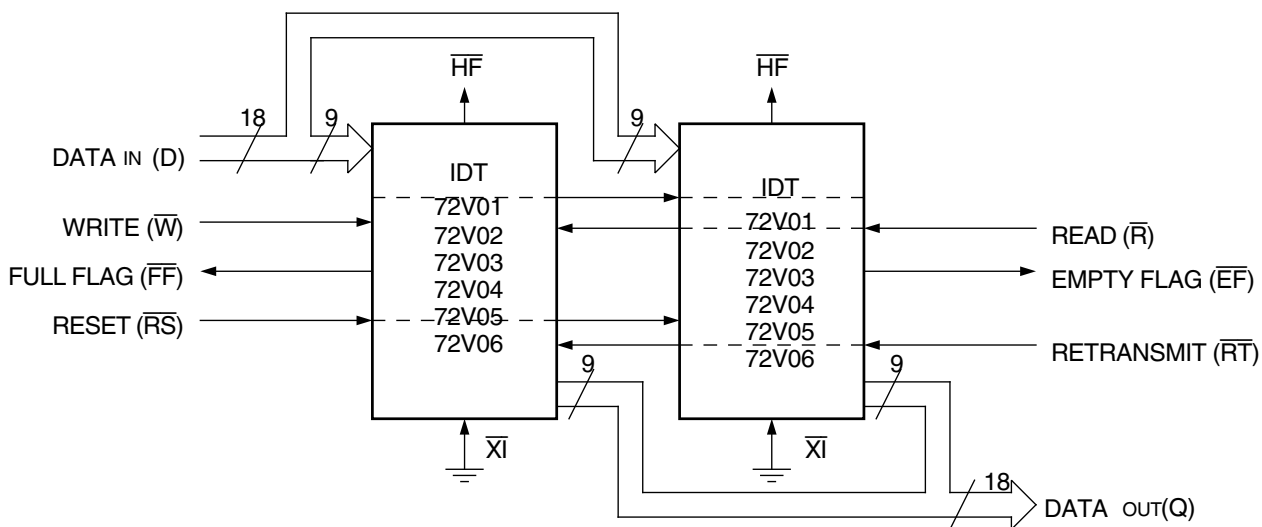 HF HF
18 9 9
DATA IN (D)
IDT IDT
72V01
WRITE (W) 72V01 READ (R)
72V02 72V02
FULL FLAG (FF) 72V03 72V03 EMPTY FLAG (EF)
72V04 72V04
RESET (RS) 72V05 72V05
72V06 72V06 RETRANSMIT (RT)
9 9
XI XI
18
DATA OUT(Q)